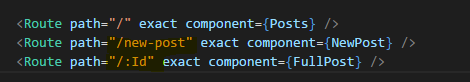 <Route path="/" exact component={Posts} />
<Route path="/new-post" exact component={NewPost} />
<Route path="/:Id" exact component={FullPost} />